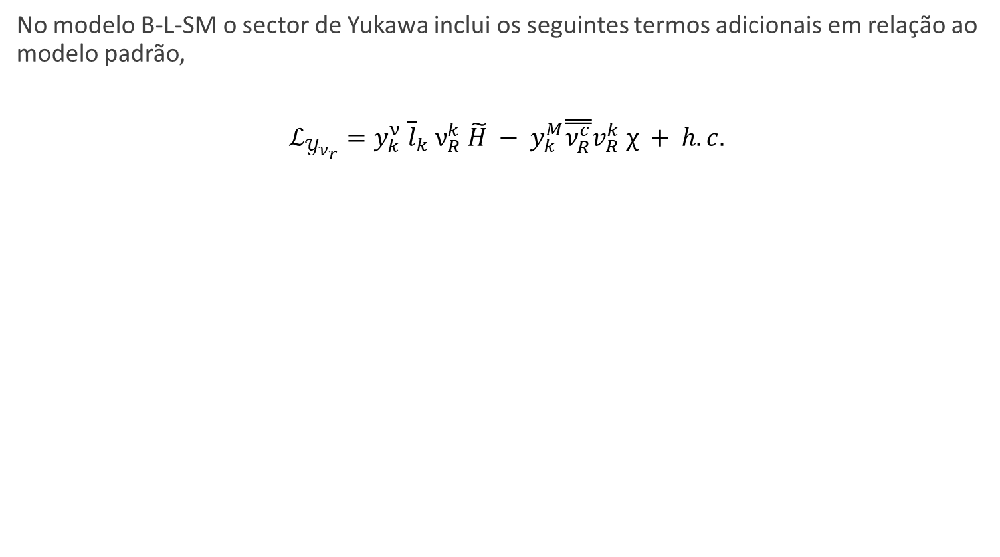 No modelo B-L-SM o sector de Yukawa inclui os seguintes termos adicionais em relação ao
modelo padrão,
$\mathcal{L}_{\mathcal{Y}_{\nu_r}} = y_k^{\nu} \, \overline{l}_k \, \nu_R^k \, \widetilde{H} \, - \, y_k^M \overline{\overline{\nu_R^c}} \nu_R^k \, \chi \, + \, h.c.$